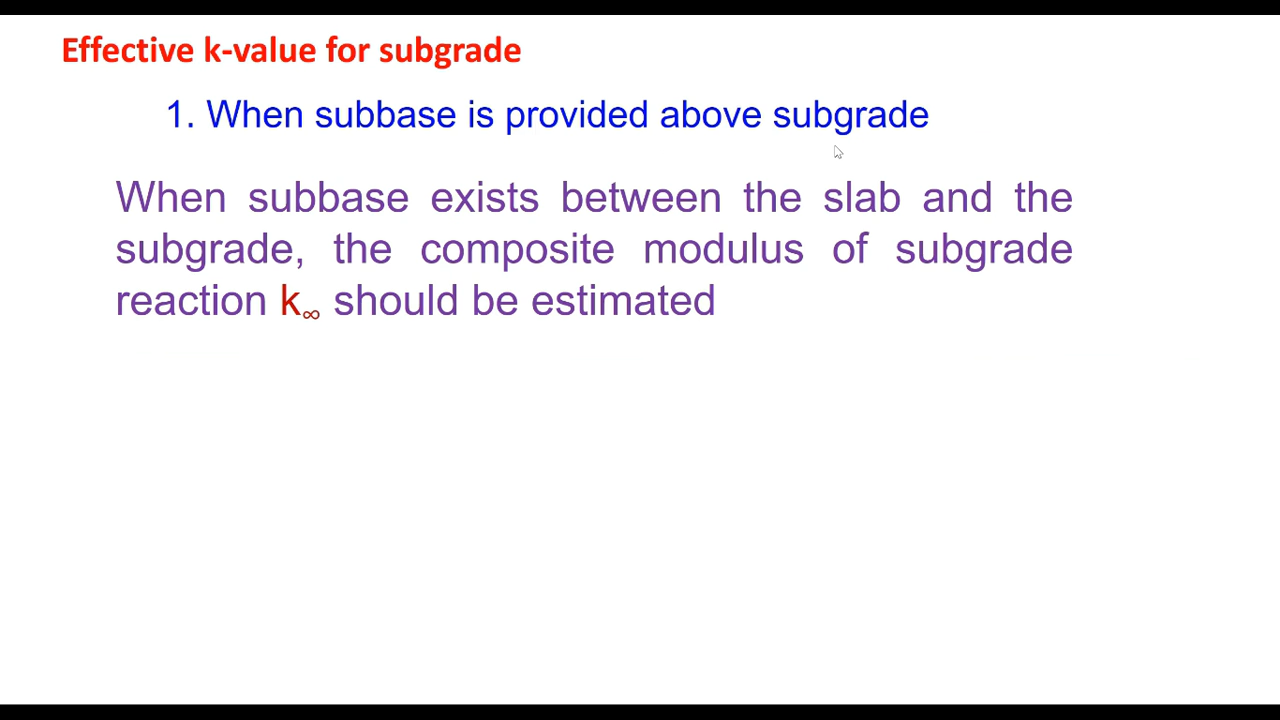 Effective k-value for subgrade
1. When subbase is provided above subgrade
When subbase exists between the slab and the
subgrade, the composite modulus of subgrade
reaction k∞ should be estimated